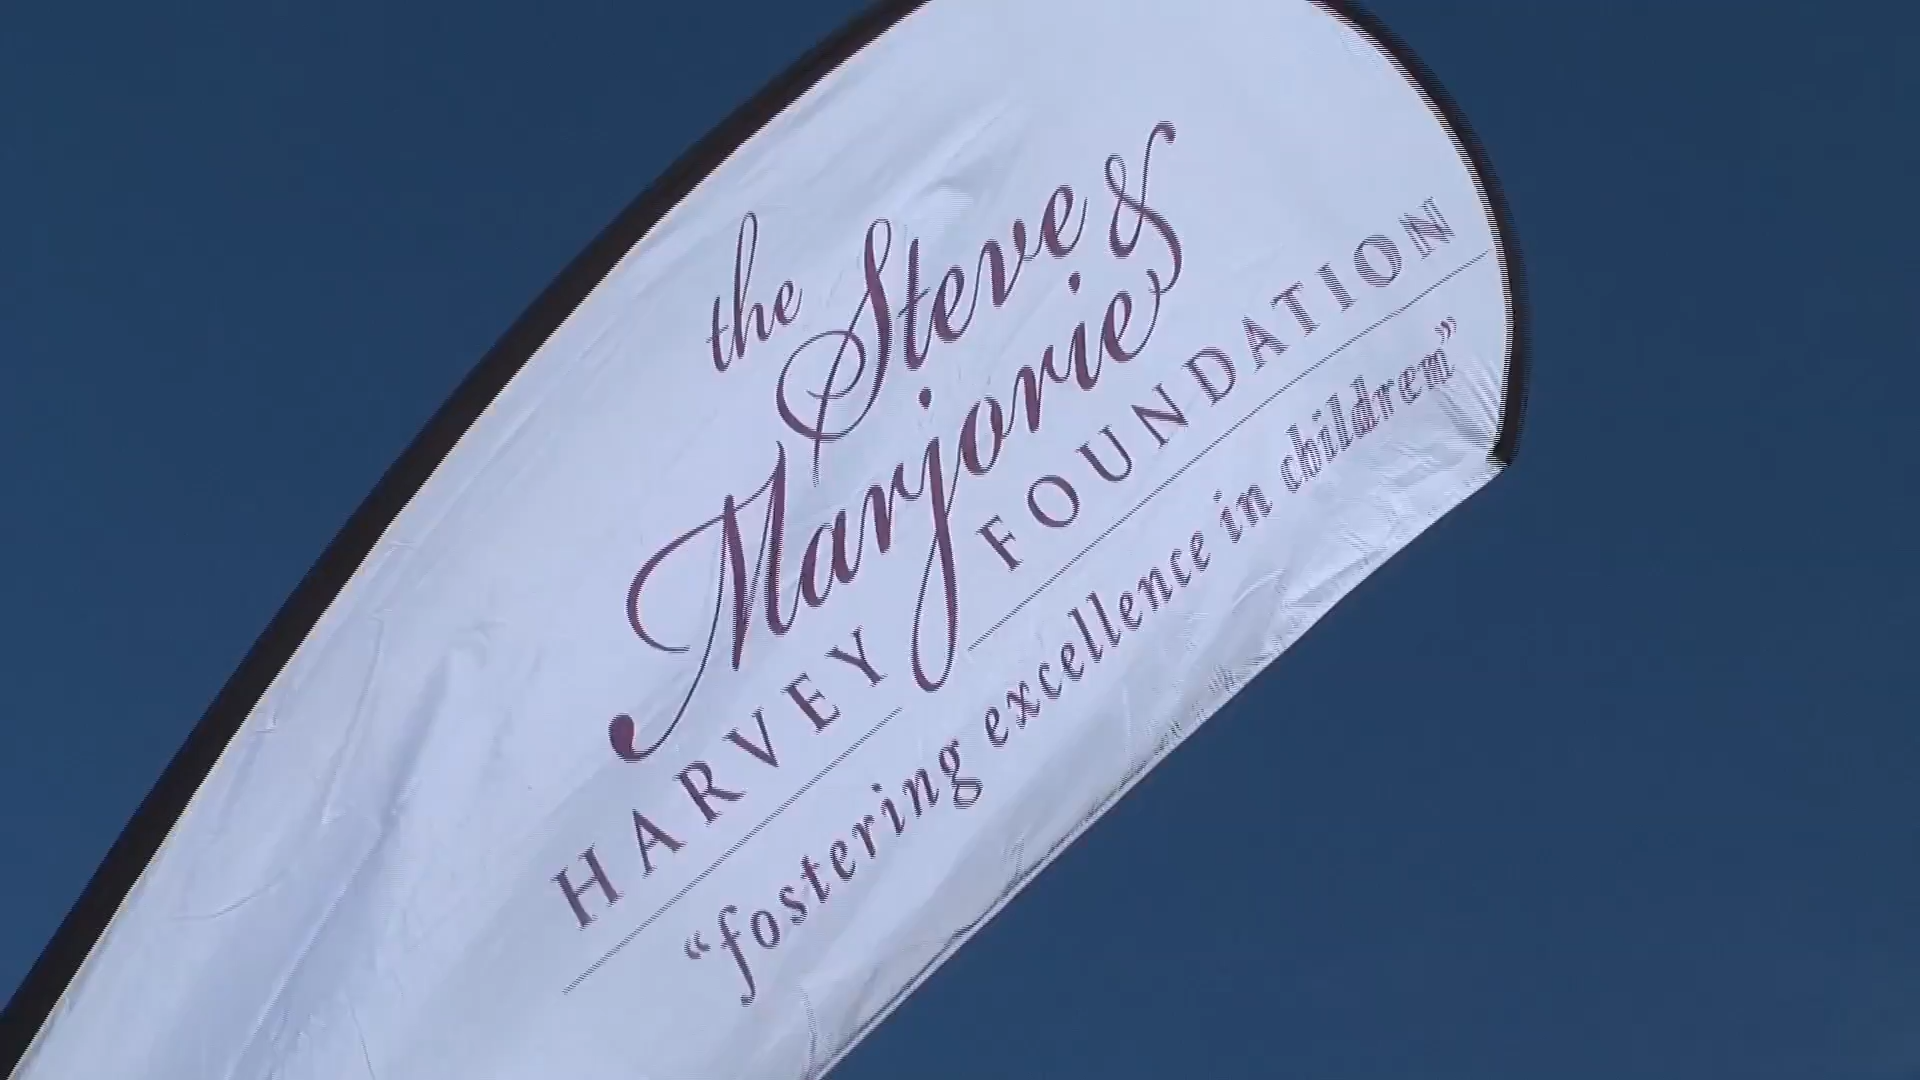 the Steve &
Marjorie
HARVEY FOUNDATION
“fostering excellence in children”